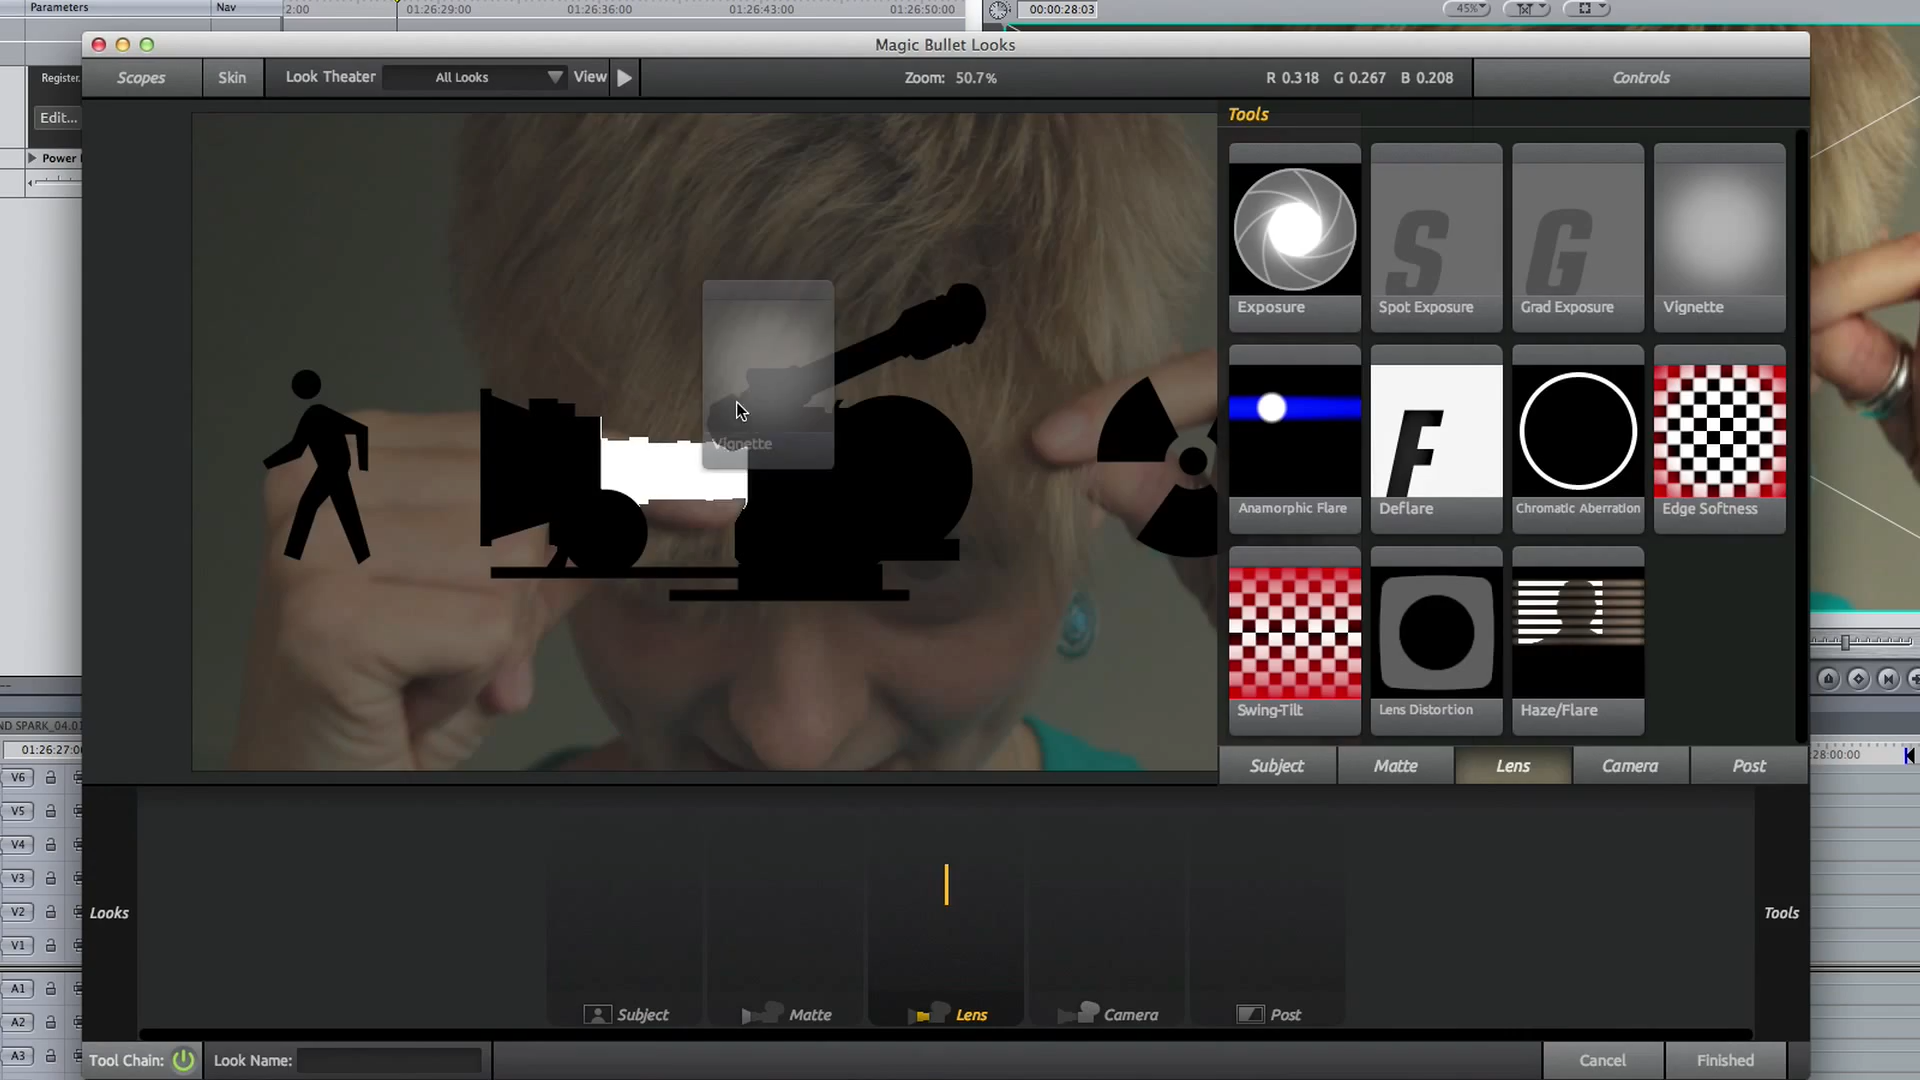 Parameters
Nav
2:00
01:26:29:00
01:26:36:00
01:26:43:00
01:26:50:00
00:00:28:03
45%
Magic Bullet Looks
Register.
Edit...
Power
Scopes
Skin
Look Theater
All Looks
View
Zoom: 50.7%
R 0.318 G 0.267 B 0.208
Controls
Tools
Exposure
S
Spot Exposure
G
Grad Exposure
Vignette
Vignette
Anamorphic Flare
F
Deflare
Chromatic Aberration
Edge Softness
Swing-Tilt
Lens Distortion
Haze/Flare
Subject
Matte
Lens
Camera
Post
ND SPARK_04.01
01:26:27:0
28:00:00
V6
V5
V4
V3
V2
V1
A1
A2
A3
Looks
Tools
Subject
Matte
Lens
Camera
Post
Tool Chain:
Look Name:
Cancel
Finished